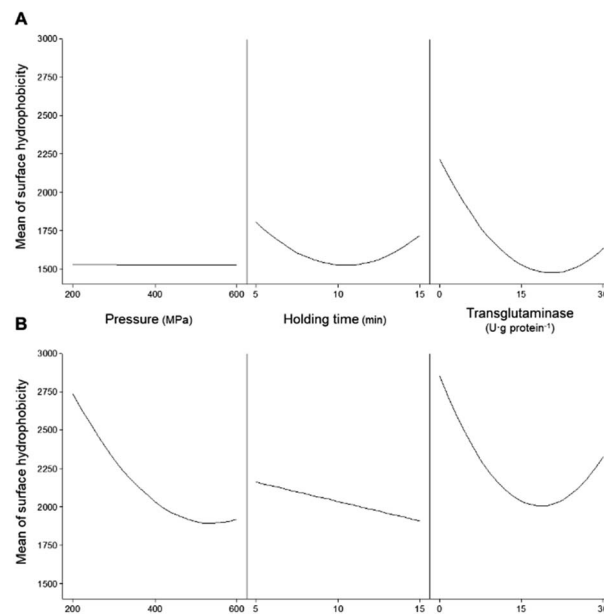 A
Mean of surface hydrophobicity
3000
2750
2500
2250
2000
1750
1500
200 400 600 5 10 15 0 15 30
Pressure (MPa) Holding time (min) Transglutaminase
(U·g protein⁻¹)
B
Mean of surface hydrophobicity
3000
2750
2500
2250
2000
1750
1500
200 400 600 5 10 15 0 15 30